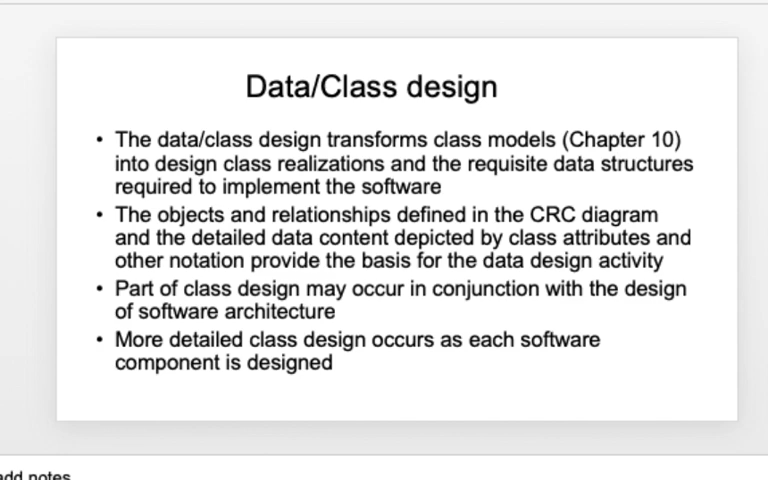 Data/Class design
• The data/class design transforms class models (Chapter 10)
into design class realizations and the requisite data structures
required to implement the software
• The objects and relationships defined in the CRC diagram
and the detailed data content depicted by class attributes and
other notation provide the basis for the data design activity
• Part of class design may occur in conjunction with the design
of software architecture
• More detailed class design occurs as each software
component is designed
add notes